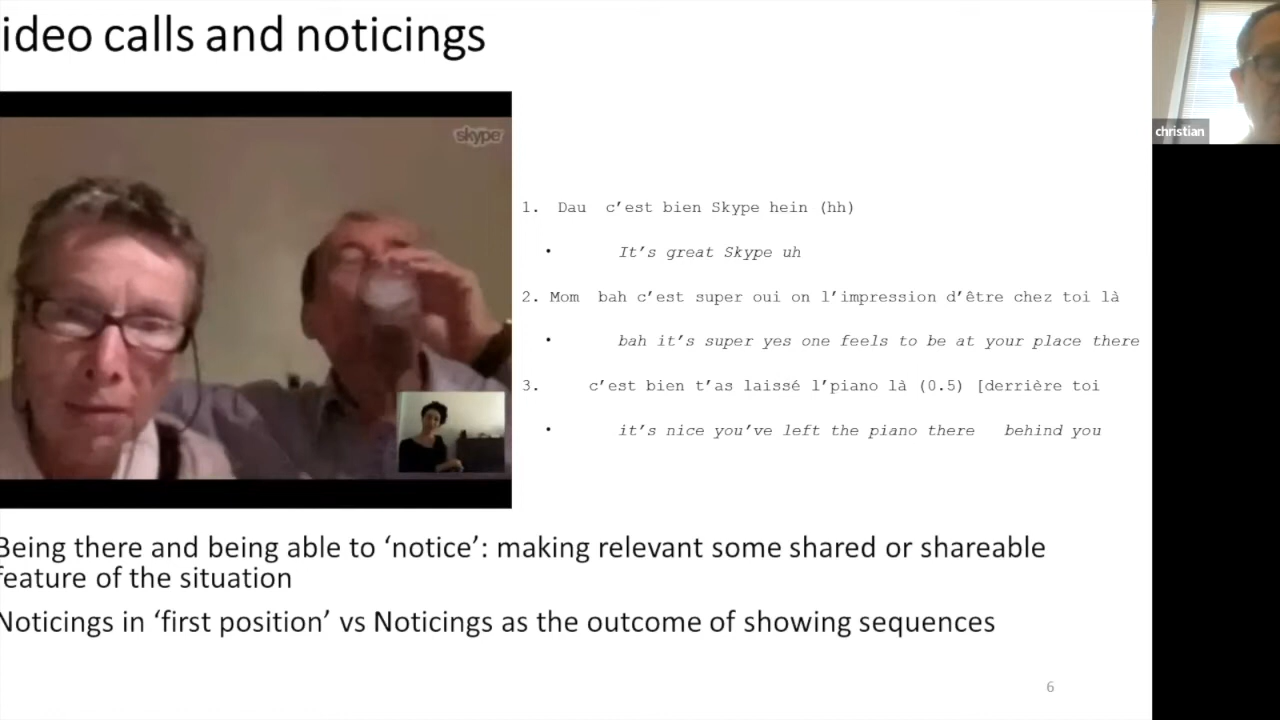 ideo calls and noticings
skype
christian
1. Dau c'est bien Skype hein (hh)
• It's great Skype uh
2. Mom bah c'est super oui on l'impression d'être chez toi là
• bah it's super yes one feels to be at your place there
3. c'est bien t'as laissé l'piano là (0.5) [derrière toi
• it's nice you've left the piano there behind you
Being there and being able to ‘notice’: making relevant some shared or shareable
feature of the situation
Noticings in ‘first position’ vs Noticings as the outcome of showing sequences
6